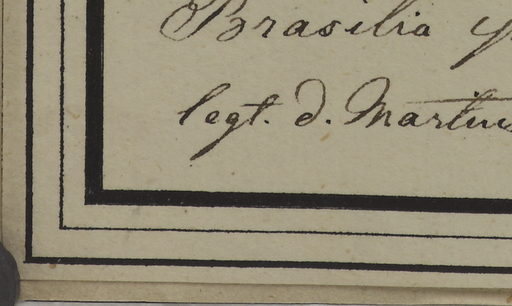 Brasilia
legt. d. Martius